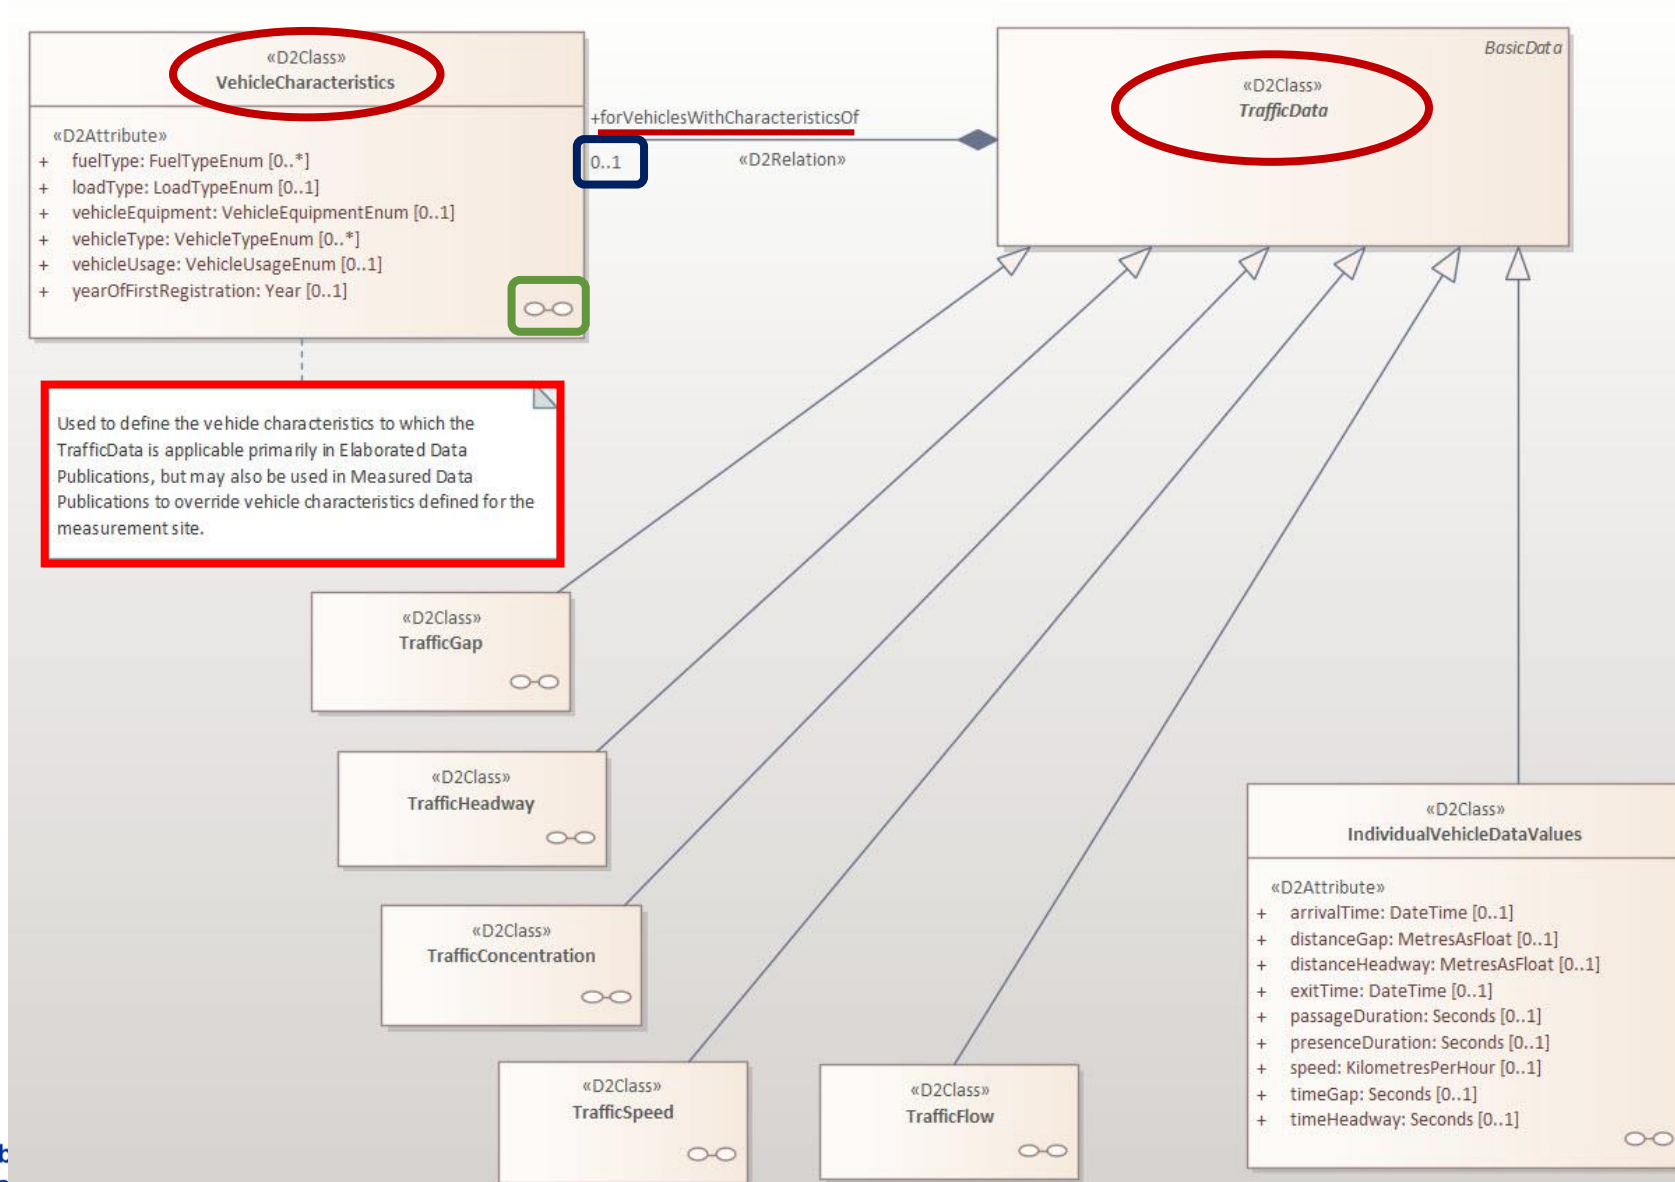 «D2Class»
VehicleCharacteristics
«D2Attribute»
+ fuelType: FuelTypeEnum [0..*]
+ loadType: LoadTypeEnum [0..1]
+ vehicleEquipment: VehicleEquipmentEnum [0..1]
+ vehicleType: VehicleTypeEnum [0..*]
+ vehicleUsage: VehicleUsageEnum [0..1]
+ yearOfFirstRegistration: Year [0..1]
+forVehiclesWithCharacteristicsOf
0..1
«D2Relation»
BasicData
«D2Class»
TrafficData
Used to define the vehicle characteristics to which the
TrafficData is applicable primarily in Elaborated Data
Publications, but may also be used in Measured Data
Publications to override vehicle characteristics defined for the
measurement site.
«D2Class»
TrafficGap
«D2Class»
TrafficHeadway
«D2Class»
TrafficConcentration
«D2Class»
TrafficSpeed
«D2Class»
TrafficFlow
«D2Class»
IndividualVehicleDataValues
«D2Attribute»
+ arrivalTime: DateTime [0..1]
+ distanceGap: MetresAsFloat [0..1]
+ distanceHeadway: MetresAsFloat [0..1]
+ exitTime: DateTime [0..1]
+ passageDuration: Seconds [0..1]
+ presenceDuration: Seconds [0..1]
+ speed: KilometresPerHour [0..1]
+ timeGap: Seconds [0..1]
+ timeHeadway: Seconds [0..1]